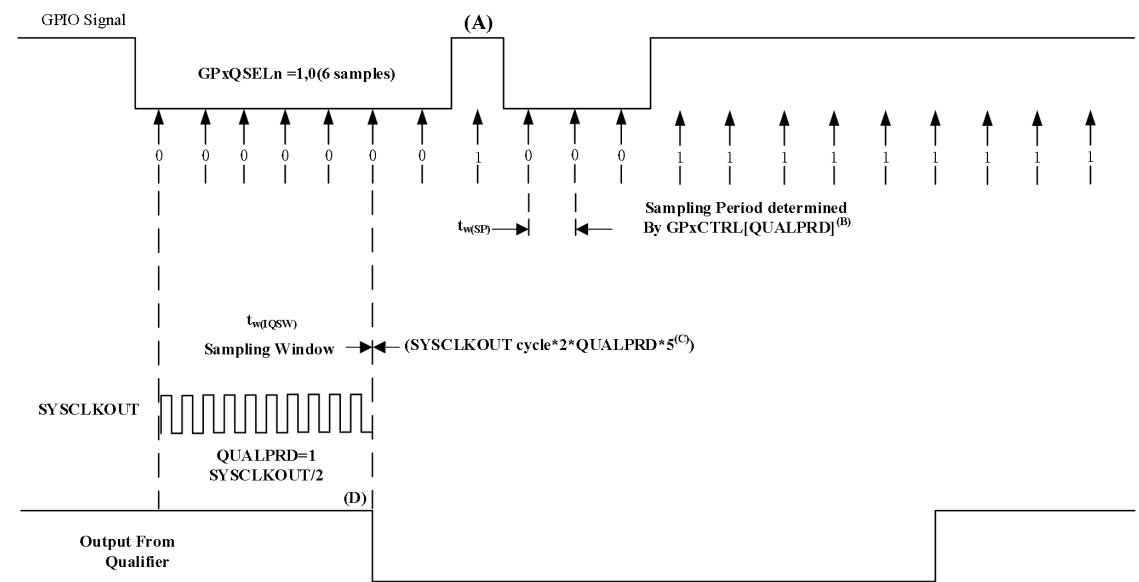 GPIO Signal
(A)
GPxQSELn =1,0(6 samples)
0 0 0 0 0 0 0 1 0 0 0 1 1 1 1 1 1 1 1 1
tw(SP)
Sampling Period determined
By GPxCTRL[QUALPRD](B)
tw(IQSW)
Sampling Window
(SYSCLKOUT cycle*2*QUALPRD*5(C))
SYSCLKOUT
QUALPRD=1
SYSCLKOUT/2
(D)
Output From
Qualifier